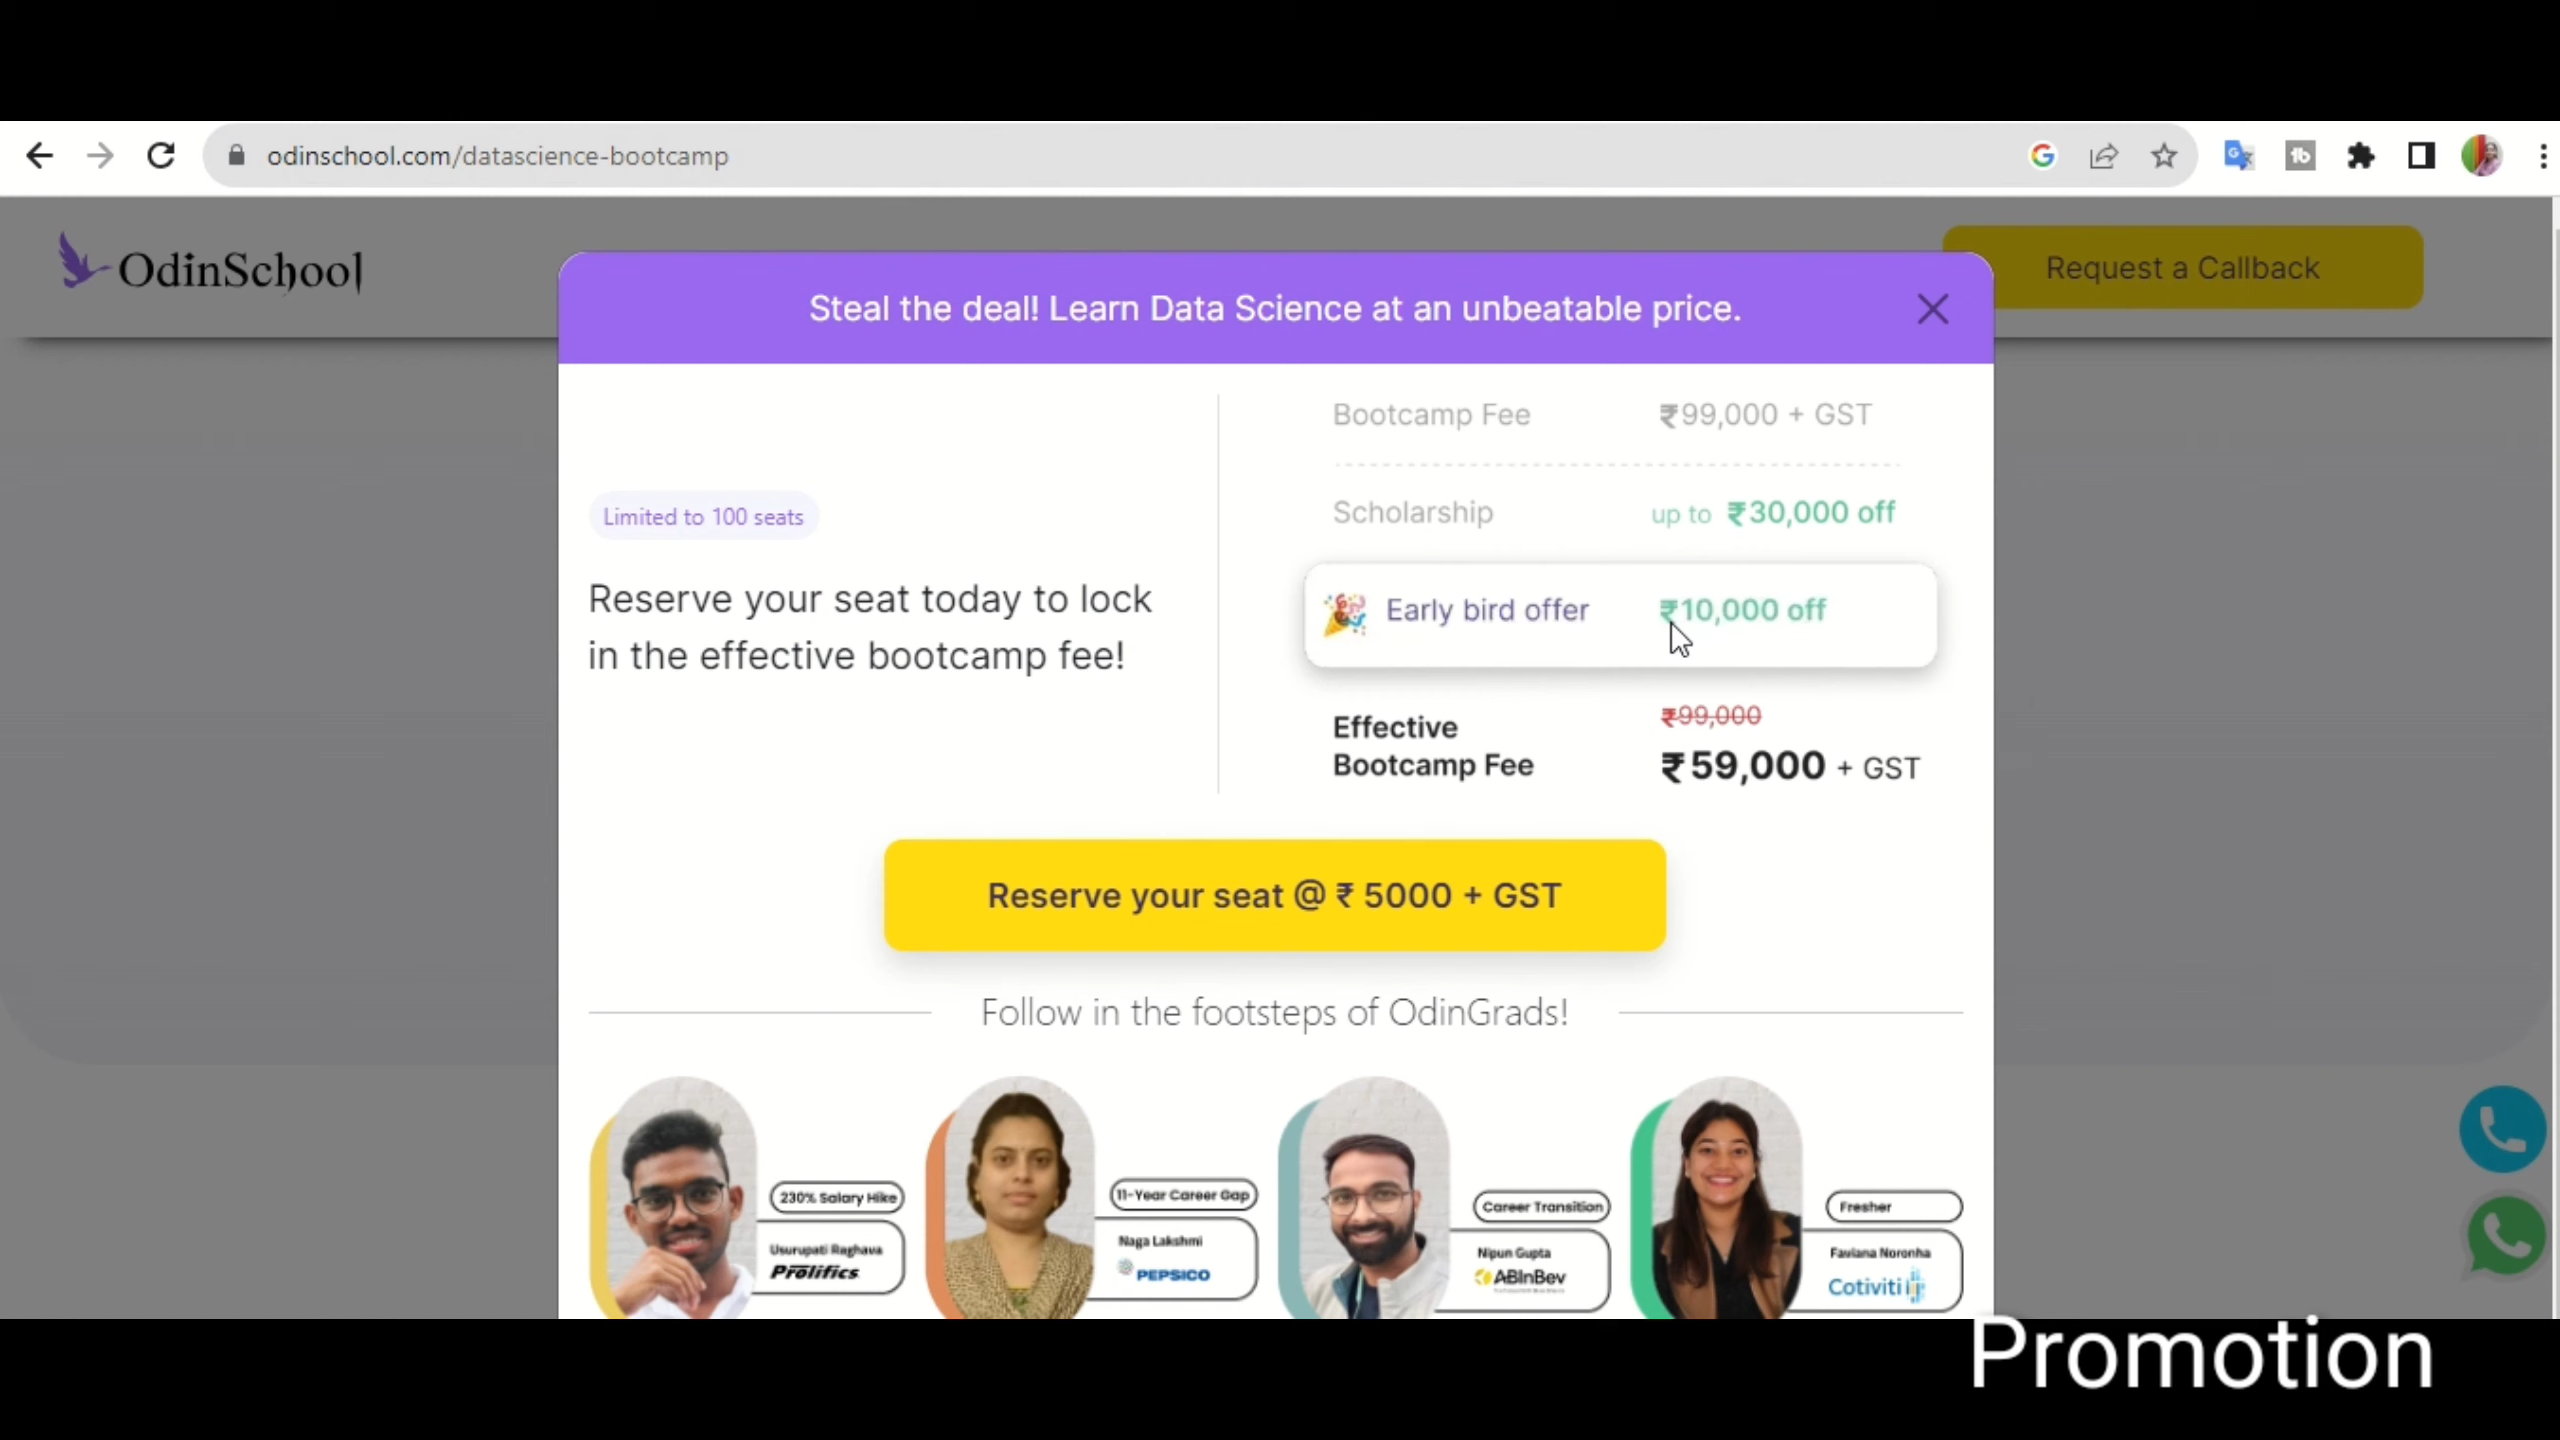 odinschool.com/datascience-bootcamp
OdinSchool
Request a Callback
Steal the deal! Learn Data Science at an unbeatable price.
Limited to 100 seats
Reserve your seat today to lock
in the effective bootcamp fee!
Bootcamp Fee ₹99,000 + GST
Scholarship up to ₹30,000 off
Early bird offer ₹10,000 off
₹99,000
Effective
Bootcamp Fee ₹59,000 + GST
Reserve your seat @ ₹ 5000 + GST
Follow in the footsteps of OdinGrads!
230% Salary Hike
Usurupati Raghava
Prolifics
11-Year Career Gap
Naga Lakshmi
PEPSICO
Career Transition
Nipun Gupta
ABInBev
Fresher
Faviana Noronha
Cotiviti
Promotion